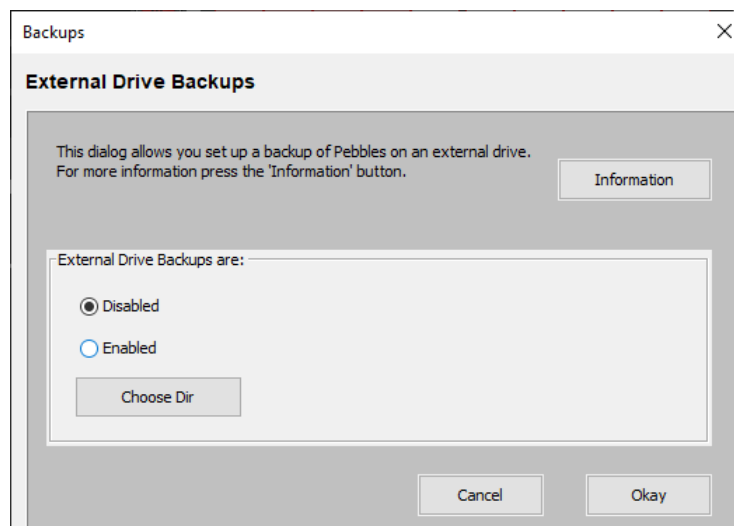 Backups
External Drive Backups
This dialog allows you set up a backup of Pebbles on an external drive.
For more information press the 'Information' button.
Information
External Drive Backups are:
Disabled
Enabled
Choose Dir
Cancel
Okay